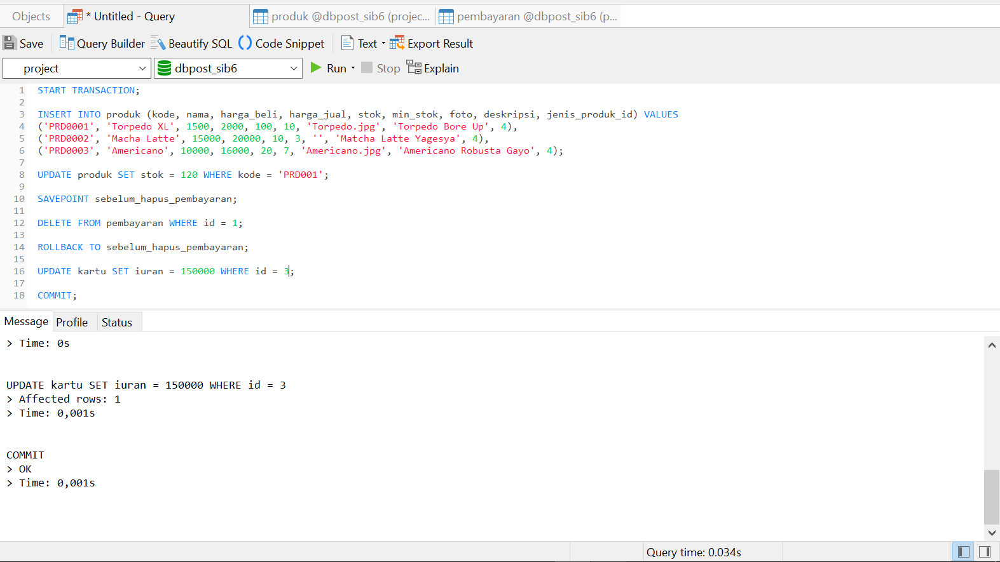 Objects
* Untitled - Query
produk @dbpost_sib6 (projec...
pembayaran @dbpost_sib6 (p...
Save
Query Builder
Beautify SQL
() Code Snippet
Text
Export Result
project
dbpost_sib6
Run
Stop
Explain
1 START TRANSACTION;
2
3 INSERT INTO produk (kode, nama, harga_beli, harga_jual, stok, min_stok, foto, deskripsi, jenis_produk_id) VALUES
4 ('PRD0001', 'Torpedo XL', 1500, 2000, 100, 10, 'Torpedo.jpg', 'Torpedo Bore Up', 4),
5 ('PRD0002', 'Macha Latte', 15000, 20000, 10, 3, '', 'Matcha Latte Yagesya', 4),
6 ('PRD0003', 'Americano', 10000, 16000, 20, 7, 'Americano.jpg', 'Americano Robusta Gayo', 4);
7
8 UPDATE produk SET stok = 120 WHERE kode = 'PRD001';
9
10 SAVEPOINT sebelum_hapus_pembayaran;
11
12 DELETE FROM pembayaran WHERE id = 1;
13
14 ROLLBACK TO sebelum_hapus_pembayaran;
15
16 UPDATE kartu SET iuran = 150000 WHERE id = 3;
17
18 COMMIT;
Message
Profile
Status
> Time: 0s
UPDATE kartu SET iuran = 150000 WHERE id = 3
> Affected rows: 1
> Time: 0,001s
COMMIT
> OK
> Time: 0,001s
Query time: 0.034s